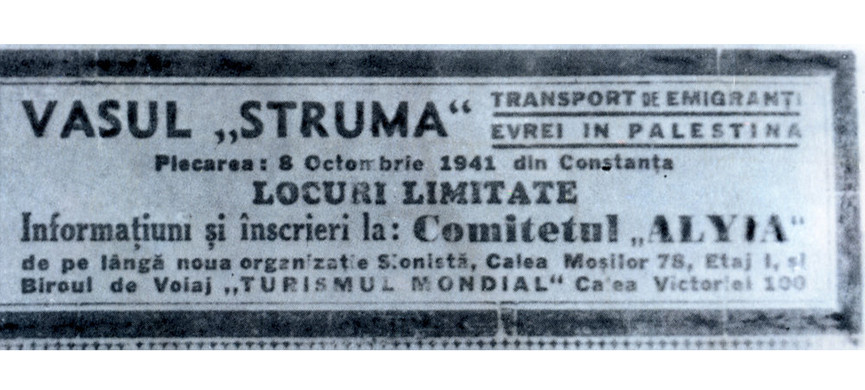 VASUL „STRUMA“
TRANSPORT DE EMIGRANȚI
EVREI IN PALESTINA
Plecarea: 8 Octombrie 1941 din Constanța
LOCURI LIMITATE
Informațiuni și înscrieri la: Comitetul „ALYIA“
de pe lângă noua organizație Sionistă, Calea Moșilor 78, Etaj I, și
Biroul de Voiaj „TURISMUL MONDIAL“ Calea Victoriei 100